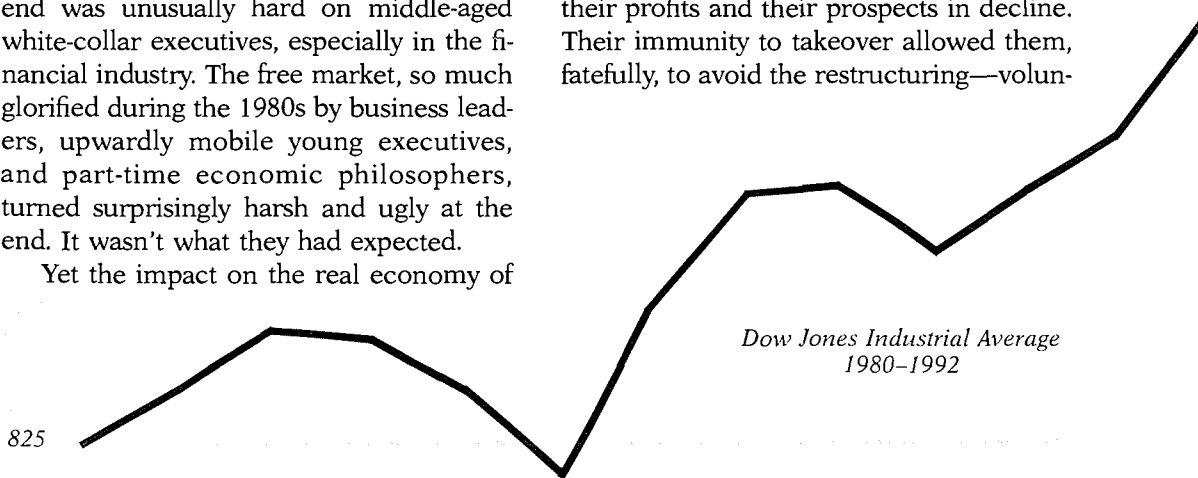 end was unusually hard on middle-aged
white-collar executives, especially in the fi-
nancial industry. The free market, so much
glorified during the 1980s by business lead-
ers, upwardly mobile young executives,
and part-time economic philosophers,
turned surprisingly harsh and ugly at the
end. It wasn't what they had expected.
Yet the impact on the real economy of
their profits and their prospects in decline.
Their immunity to takeover allowed them,
fatefully, to avoid the restructuring—volun-
Dow Jones Industrial Average
1980–1992
825